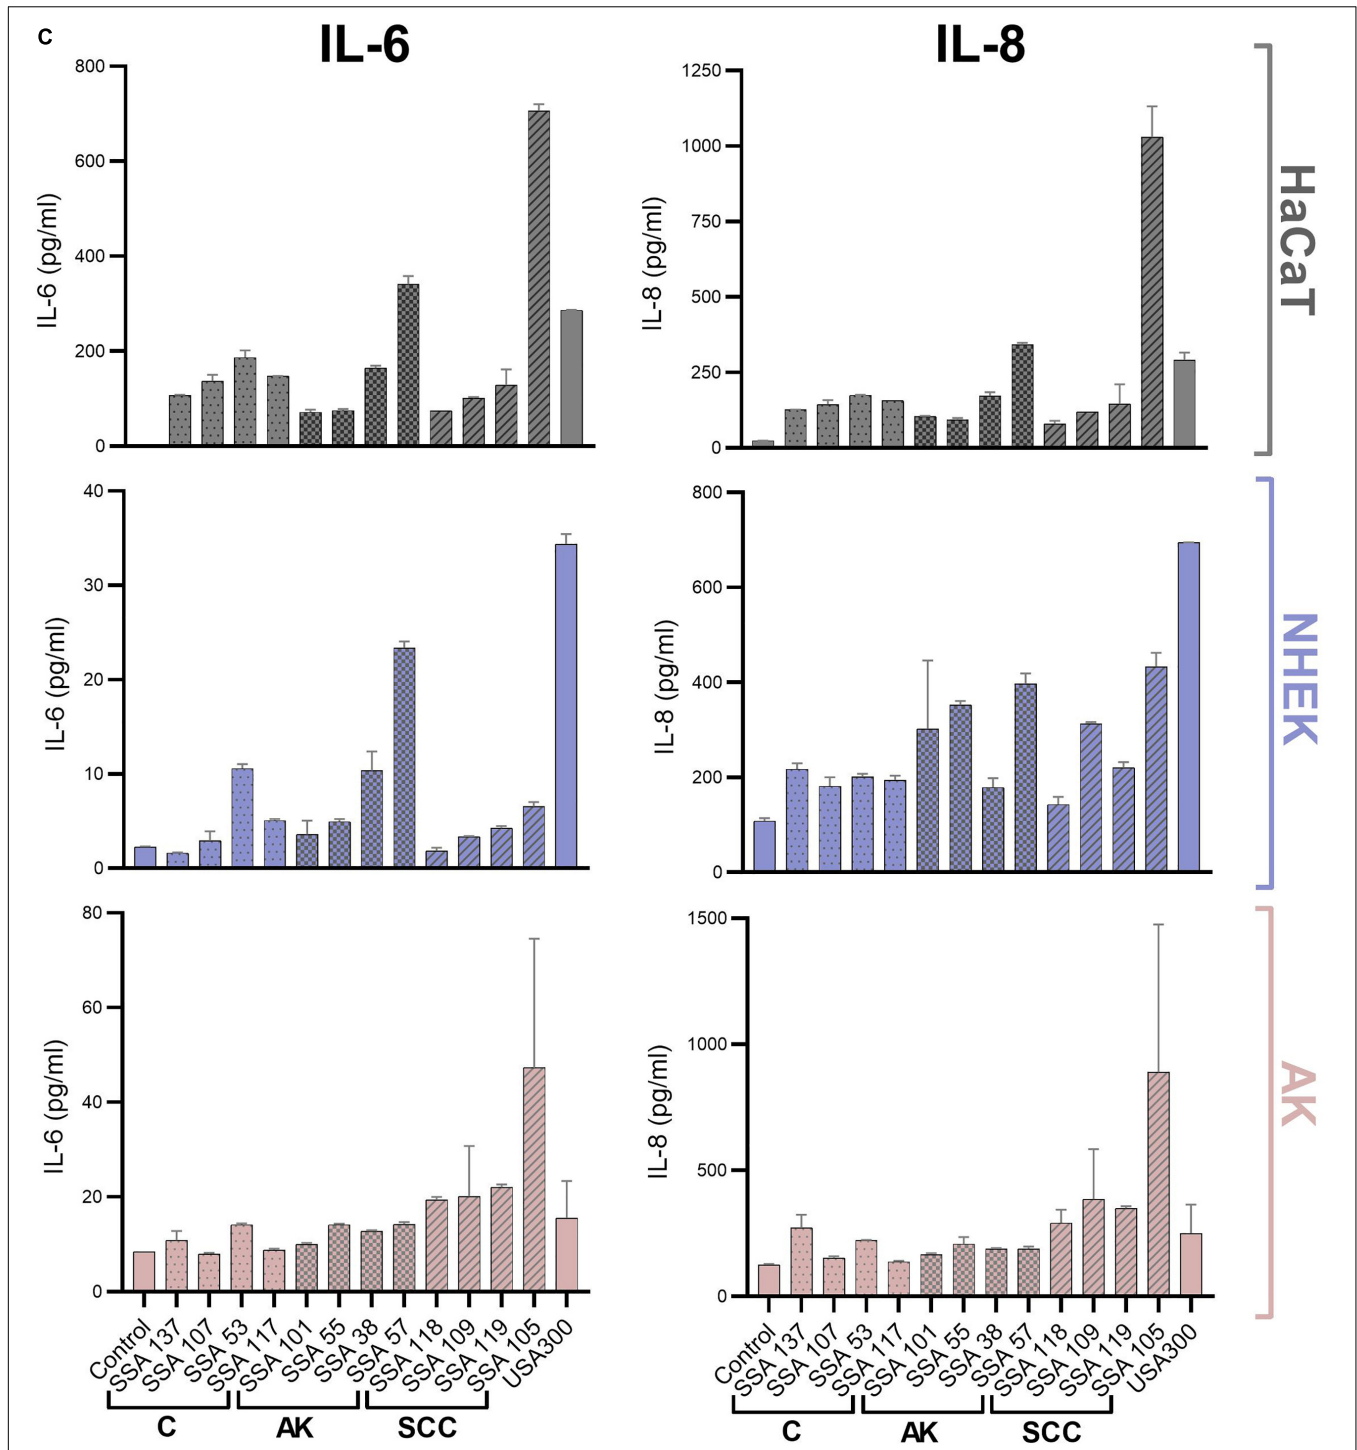 C
IL-6
IL-8
IL-6 (pg/ml)
800
600
400
200
0
IL-8 (pg/ml)
1250
1000
750
500
250
0
HaCaT
IL-6 (pg/ml)
40
30
20
10
0
IL-8 (pg/ml)
800
600
400
200
0
NHEK
IL-6 (pg/ml)
80
60
40
20
0
IL-8 (pg/ml)
1500
1000
500
0
AK
Control
SSA 137
SSA 107
SSA 53
SSA 117
SSA 101
SSA 55
SSA 38
SSA 57
SSA 118
SSA 109
SSA 119
SSA 105
USA300
C
AK
SCC
Control
SSA 137
SSA 107
SSA 53
SSA 117
SSA 101
SSA 55
SSA 38
SSA 57
SSA 118
SSA 109
SSA 119
SSA 105
USA300
C
AK
SCC